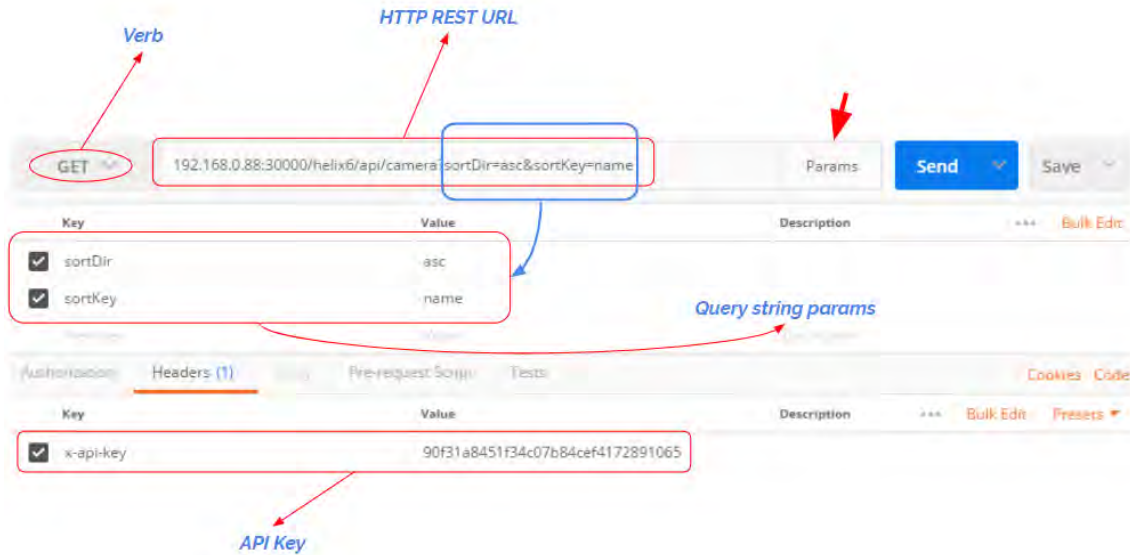 HTTP REST URL
Verb
GET 192.168.0.88:30000/helix6/api/camera?sortDir=asc&sortKey=name Params Send Save
Key Value Description Bulk Edit
sortDir asc
sortKey name
Query string params
Authorization Headers (1) Pre-request Script Tests Cookies Code
Key Value Description Bulk Edit Presets
x-api-key 90f31a8451f34c07b84cef4172891065
API Key